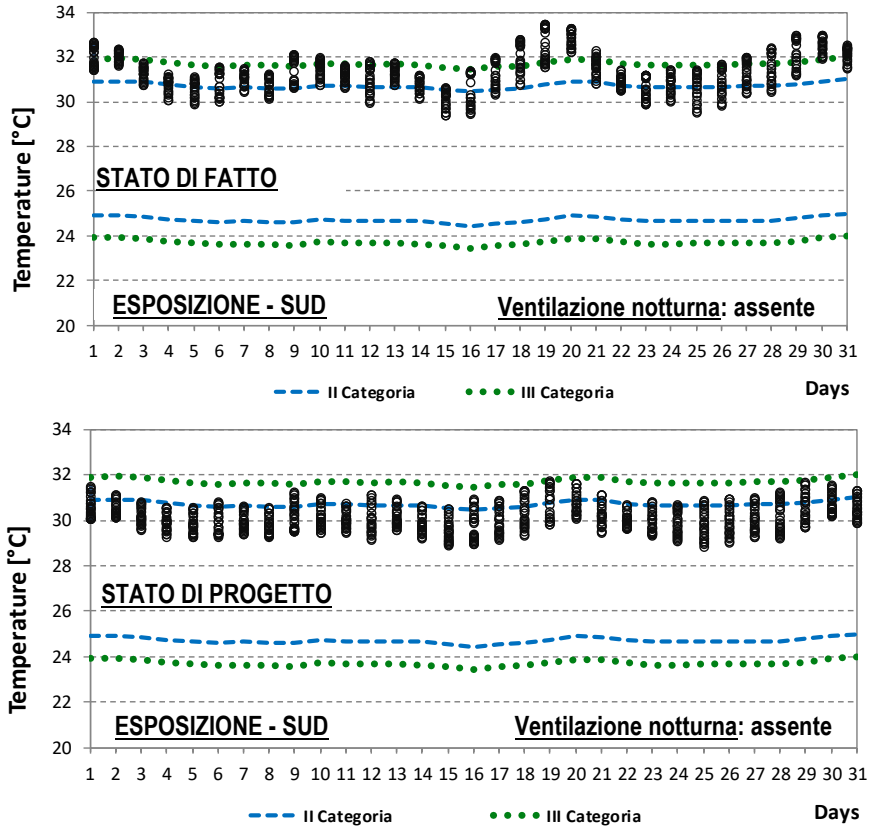 34
32
30
28
26
24
22
20
Temperature [°C]
STATO DI FATTO
ESPOSIZIONE - SUD Ventilazione notturna: assente
1 2 3 4 5 6 7 8 9 10 11 12 13 14 15 16 17 18 19 20 21 22 23 24 25 26 27 28 29 30 31
II Categoria III Categoria Days
34
32
30
28
26
24
22
20
Temperature [°C]
STATO DI PROGETTO
ESPOSIZIONE - SUD Ventilazione notturna: assente
1 2 3 4 5 6 7 8 9 10 11 12 13 14 15 16 17 18 19 20 21 22 23 24 25 26 27 28 29 30 31
II Categoria III Categoria Days